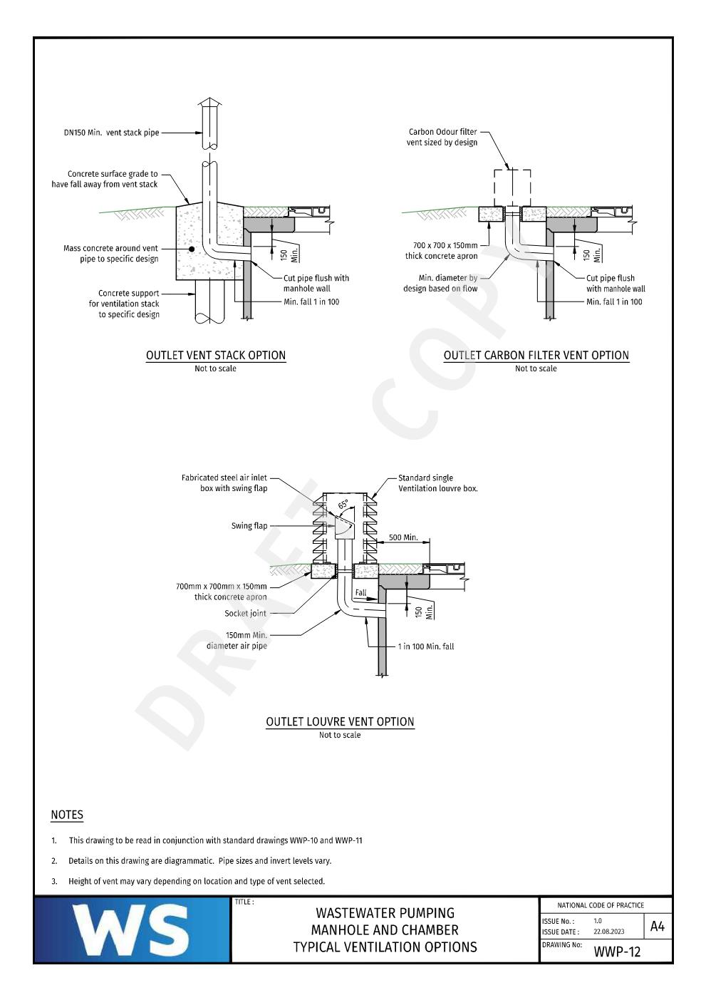 DN150 Min. vent stack pipe
Concrete surface grade to
have fall away from vent stack
Mass concrete around vent
pipe to specific design
Concrete support
for ventilation stack
to specific design
150
Min.
Cut pipe flush with
manhole wall
Min. fall 1 in 100
OUTLET VENT STACK OPTION
Not to scale
Carbon Odour filter
vent sized by design
700 x 700 x 150mm
thick concrete apron
Min. diameter by
design based on flow
150
Min.
Cut pipe flush
with manhole wall
Min. fall 1 in 100
OUTLET CARBON FILTER VENT OPTION
Not to scale
Fabricated steel air inlet
box with swing flap
Swing flap
65°
Standard single
Ventilation louvre box.
500 Min.
700mm x 700mm x 150mm
thick concrete apron
Socket joint
150mm Min.
diameter air pipe
Fall
150
Min.
1 in 100 Min. fall
OUTLET LOUVRE VENT OPTION
Not to scale
DRAFT COPY
NOTES
1. This drawing to be read in conjunction with standard drawings WWP-10 and WWP-11
2. Details on this drawing are diagrammatic. Pipe sizes and invert levels vary.
3. Height of vent may vary depending on location and type of vent selected.
WS
TITLE :
WASTEWATER PUMPING
MANHOLE AND CHAMBER
TYPICAL VENTILATION OPTIONS
NATIONAL CODE OF PRACTICE
ISSUE No. : 1.0
ISSUE DATE : 22.08.2023
A4
DRAWING No:
WWP-12